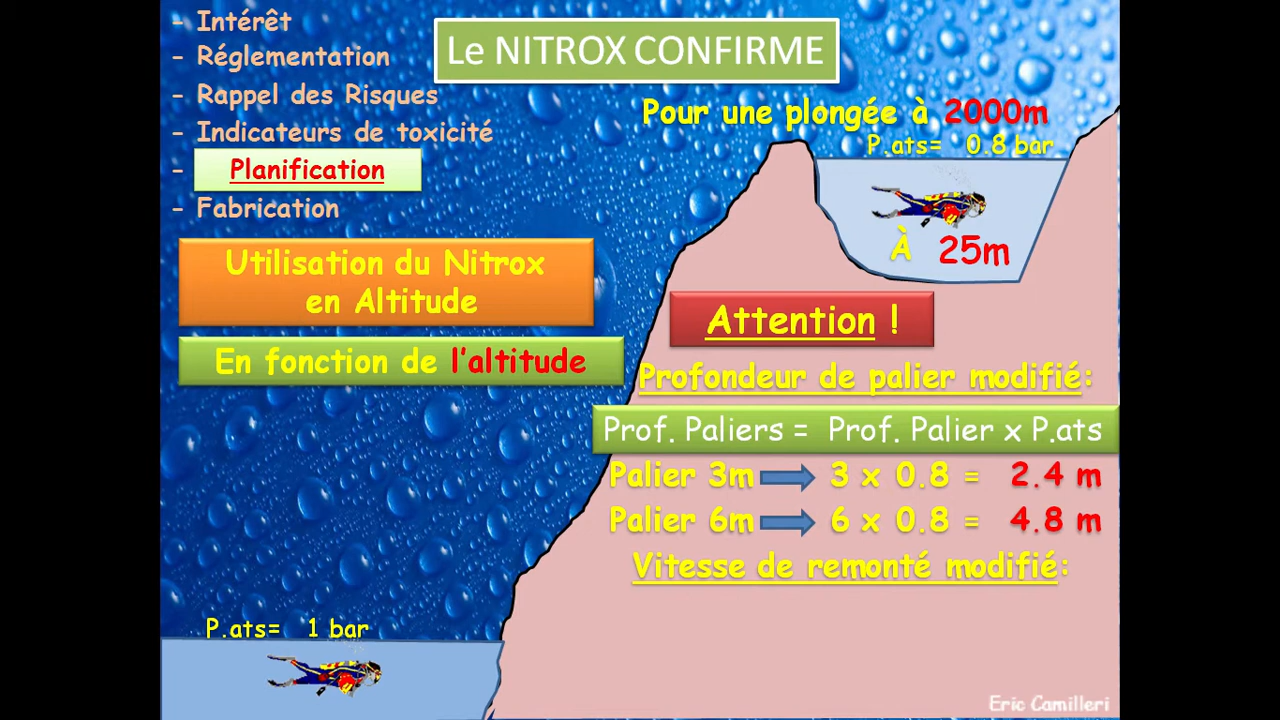 - Intérêt
- Réglementation
- Rappel des Risques
- Indicateurs de toxicité
- Planification
- Fabrication
Le NITROX CONFIRME
Pour une plongée à 2000m
P.ats= 0.8 bar
À 25m
Utilisation du Nitrox
en Altitude
En fonction de l'altitude
Attention !
Profondeur de palier modifié:
Prof. Paliers = Prof. Palier x P.ats
Palier 3m 3 x 0.8 = 2.4 m
Palier 6m 6 x 0.8 = 4.8 m
Vitesse de remonté modifié:
P.ats= 1 bar
Eric Camilleri